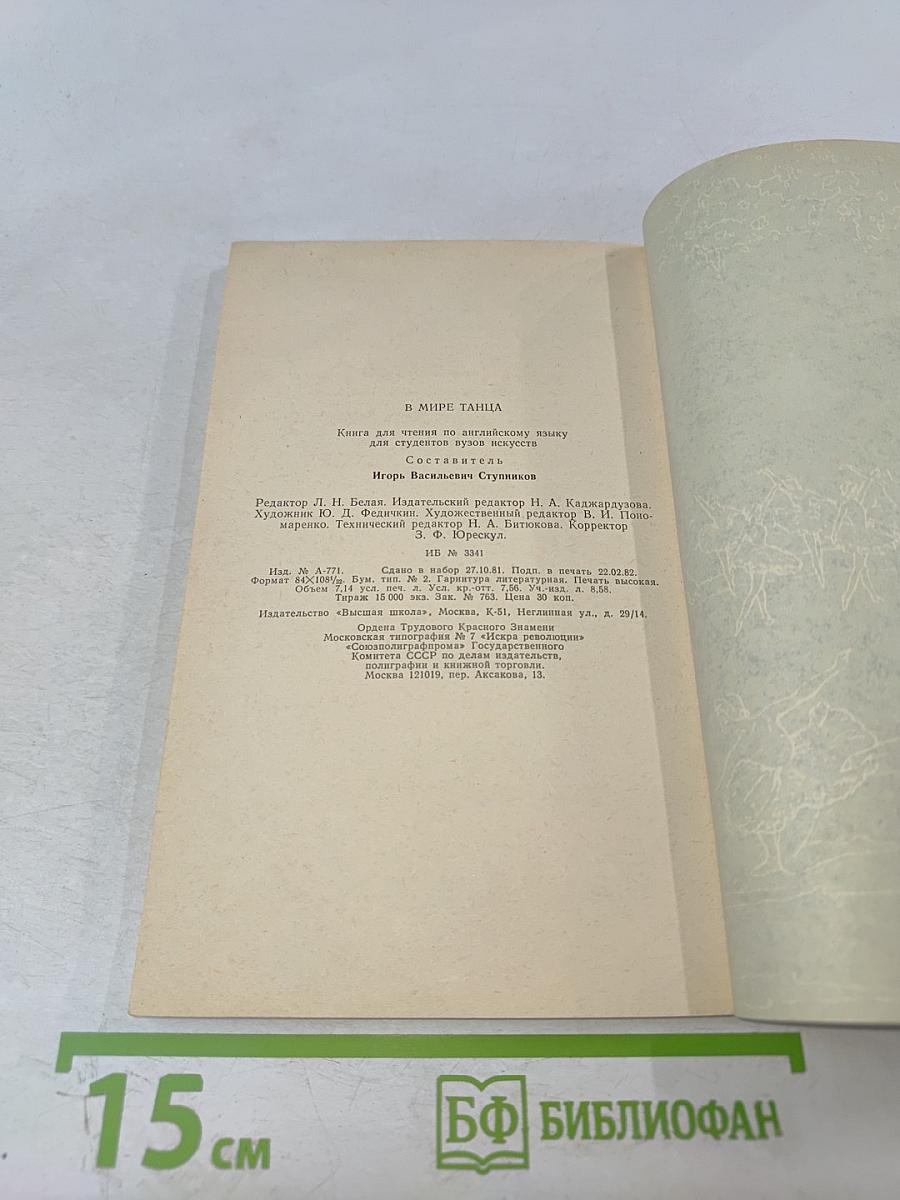 В МИРЕ ТАНЦА
Книга для чтения по английскому языку
для студентов вузов искусств
Составитель
Игорь Васильевич Ступников
Редактор Л. Н. Белая. Издательский редактор Н. А. Каджардузова.
Художник Ю. Д. Федичкин. Художественный редактор В. И. Поно-
маренко. Технический редактор Н. А. Битюкова. Корректор
З. Ф. Юрескул.
ИБ № 3341
Изд. № А-771. Сдано в набор 27.10.81. Подп. в печать 22.02.82.
Формат 84×108¹/₃₂. Бум. тип. № 2. Гарнитура литературная. Печать высокая.
Объем 7,14 усл. печ. л. Усл. кр.-отт. 7,56. Уч.-изд. л. 8,58.
Тираж 15 000 экз. Зак. № 763. Цена 30 коп.
Издательство «Высшая школа», Москва, К-51, Неглинная ул., д. 29/14.
Ордена Трудового Красного Знамени
Московская типография № 7 «Искра революции»
«Союзполиграфпрома» Государственного
Комитета СССР по делам издательств,
полиграфии и книжной торговли.
Москва 121019, пер. Аксакова, 13.
15 см
БФ БИБЛИОФАН